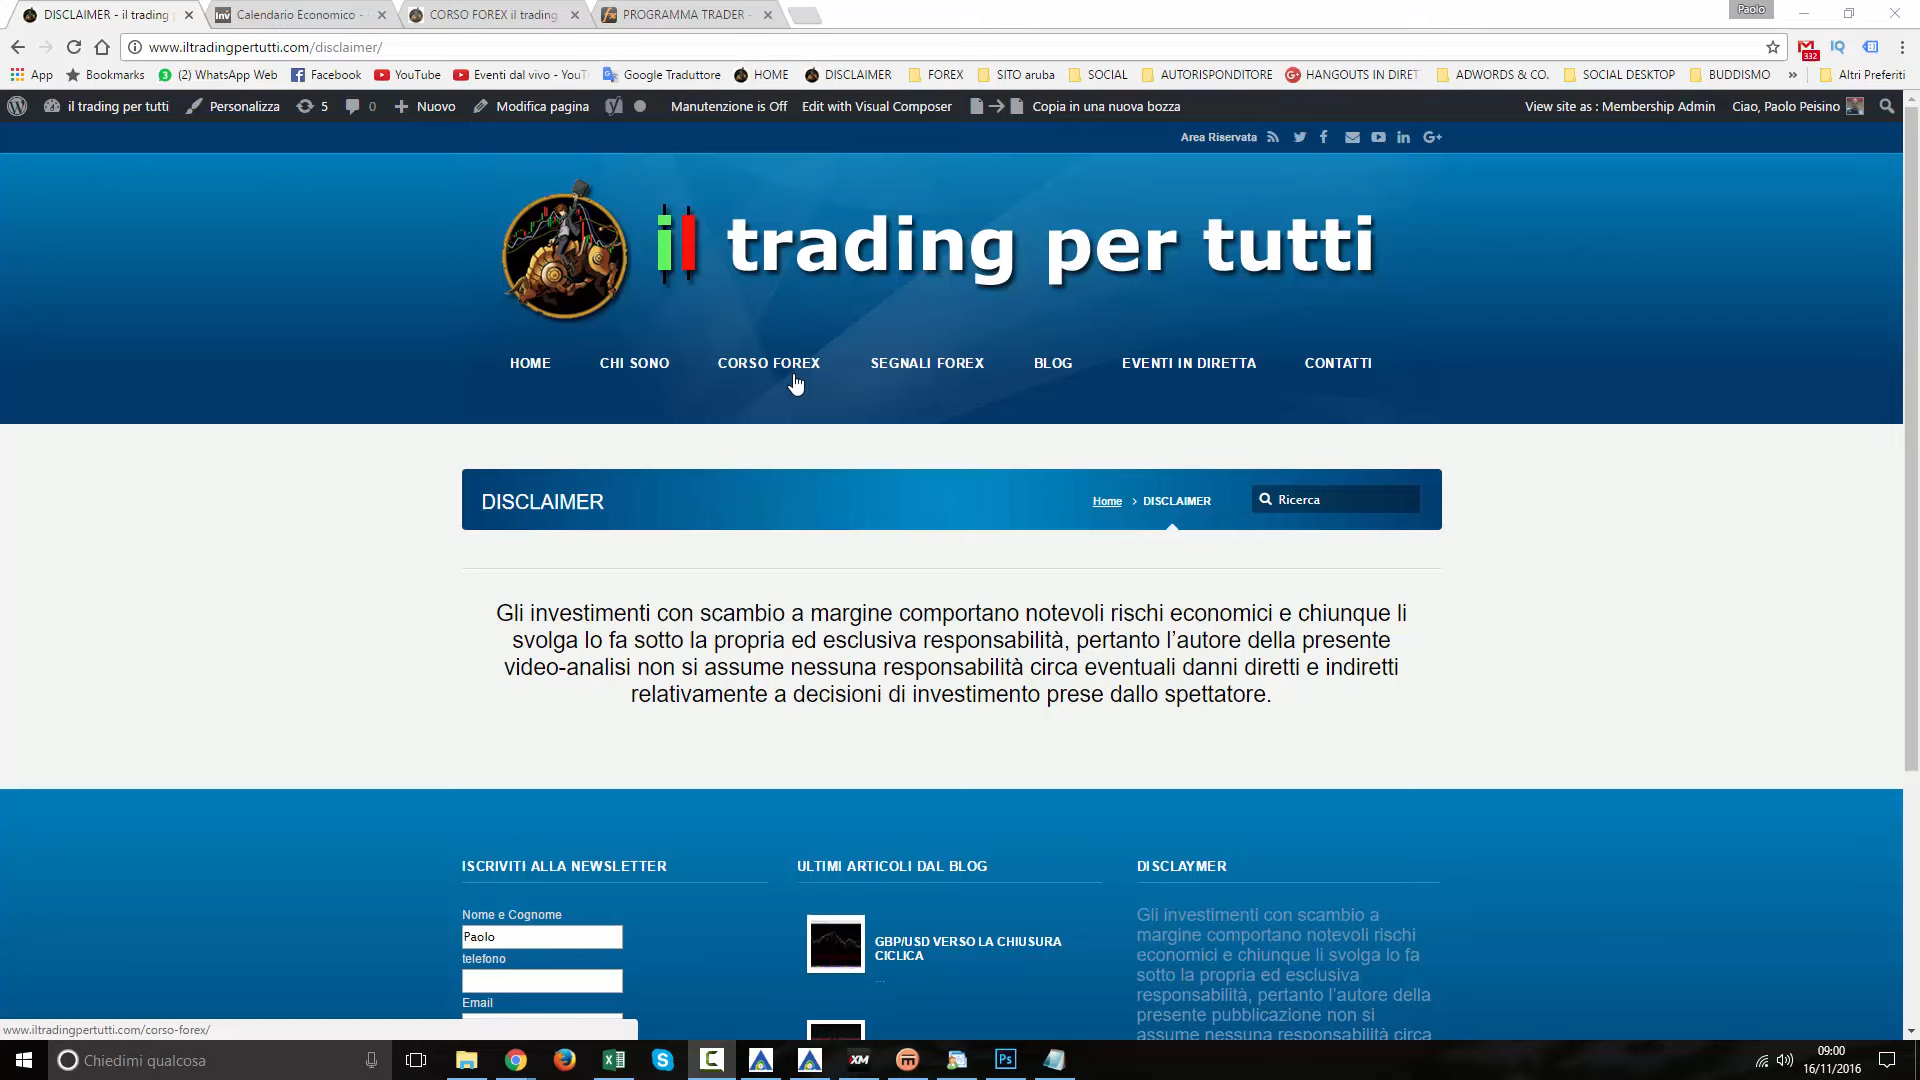 DISCLAIMER - il trading
Calendario Economico -
CORSO FOREX il trading
PROGRAMMA TRADER -
Paolo
www.iltradingpertutti.com/disclaimer/
332
App
Bookmarks
(2) WhatsApp Web
Facebook
YouTube
Eventi dal vivo - YouT
Google Traduttore
HOME
DISCLAIMER
FOREX
SITO aruba
SOCIAL
AUTORISPONDITORE
HANGOUTS IN DIRET
ADWORDS & CO.
SOCIAL DESKTOP
BUDDISMO
»
Altri Preferiti
il trading per tutti
Personalizza
5
0
Nuovo
Modifica pagina
Manutenzione is Off
Edit with Visual Composer
Copia in una nuova bozza
View site as : Membership Admin
Ciao, Paolo Peisino
Area Riservata
il trading per tutti
HOME
CHI SONO
CORSO FOREX
SEGNALI FOREX
BLOG
EVENTI IN DIRETTA
CONTATTI
DISCLAIMER
Home > DISCLAIMER
Ricerca
Gli investimenti con scambio a margine comportano notevoli rischi economici e chiunque li
svolga lo fa sotto la propria ed esclusiva responsabilità, pertanto l'autore della presente
video-analisi non si assume nessuna responsabilità circa eventuali danni diretti e indiretti
relativamente a decisioni di investimento prese dallo spettatore.
ISCRIVITI ALLA NEWSLETTER
Nome e Cognome
Paolo
telefono
Email
ULTIMI ARTICOLI DAL BLOG
GBP/USD VERSO LA CHIUSURA
CICLICA
...
DISCLAYMER
Gli investimenti con scambio a
margine comportano notevoli rischi
economici e chiunque li svolga lo fa
sotto la propria ed esclusiva
responsabilità, pertanto l'autore della
presente pubblicazione non si
assume nessuna responsabilità circa
www.iltradingpertutti.com/corso-forex/
Chiedimi qualcosa
XM
Ps
09:00
16/11/2016